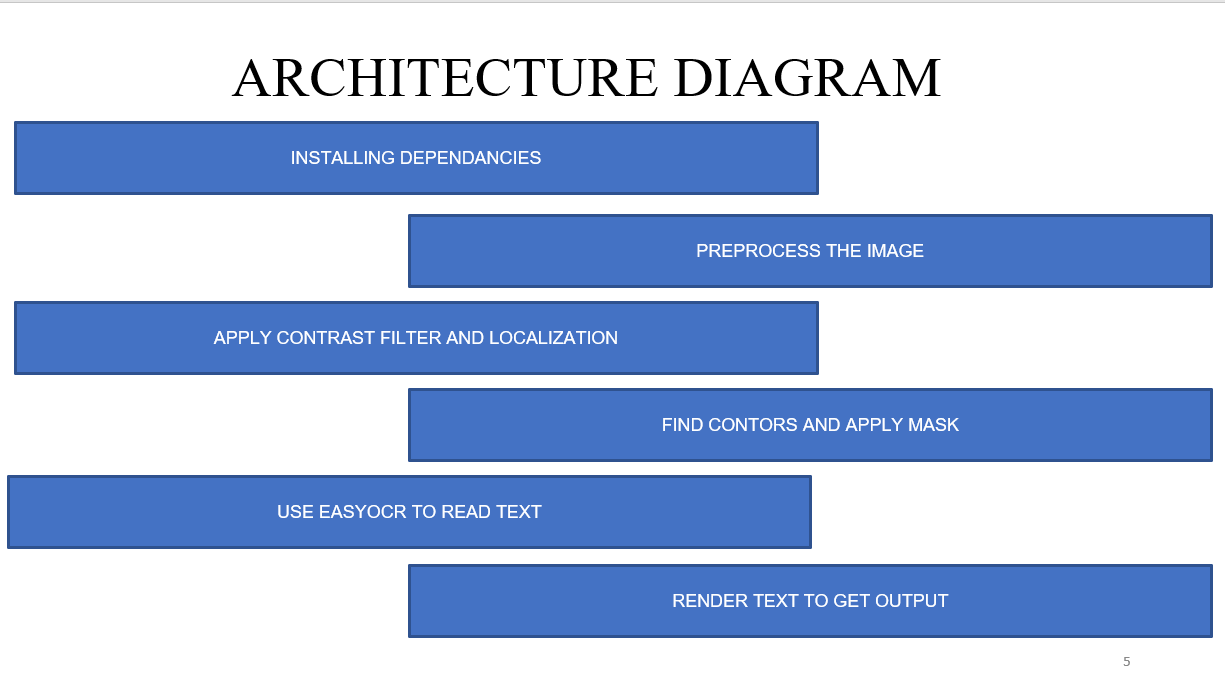 ARCHITECTURE DIAGRAM
INSTALLING DEPENDANCIES
PREPROCESS THE IMAGE
APPLY CONTRAST FILTER AND LOCALIZATION
FIND CONTORS AND APPLY MASK
USE EASYOCR TO READ TEXT
RENDER TEXT TO GET OUTPUT
5